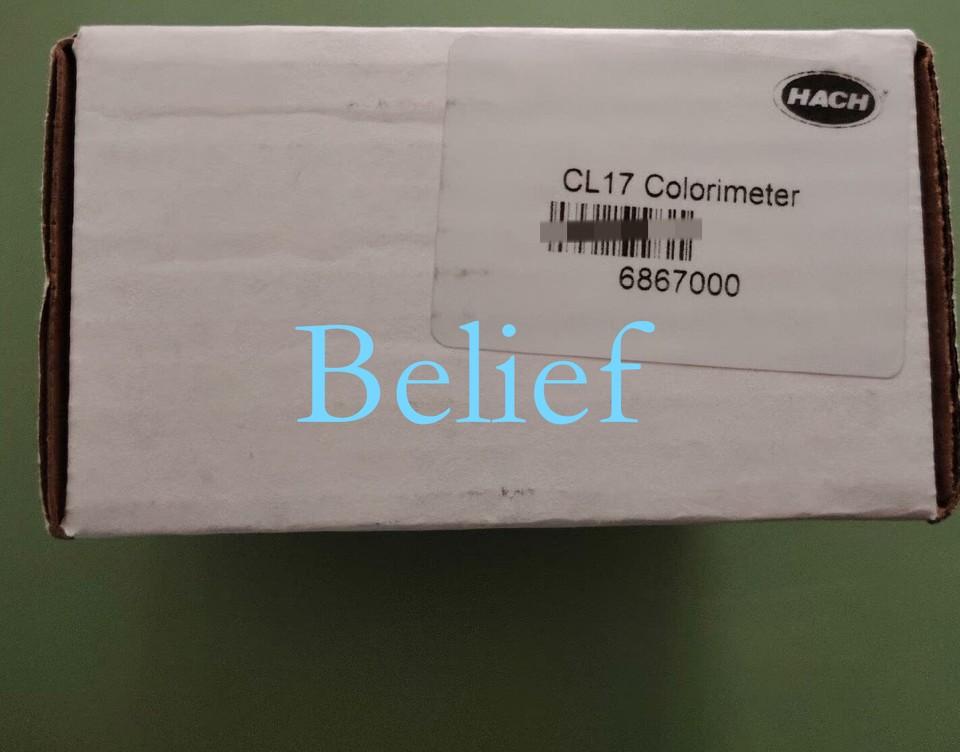 HACH
CL17 Colorimeter
6867000
Belief